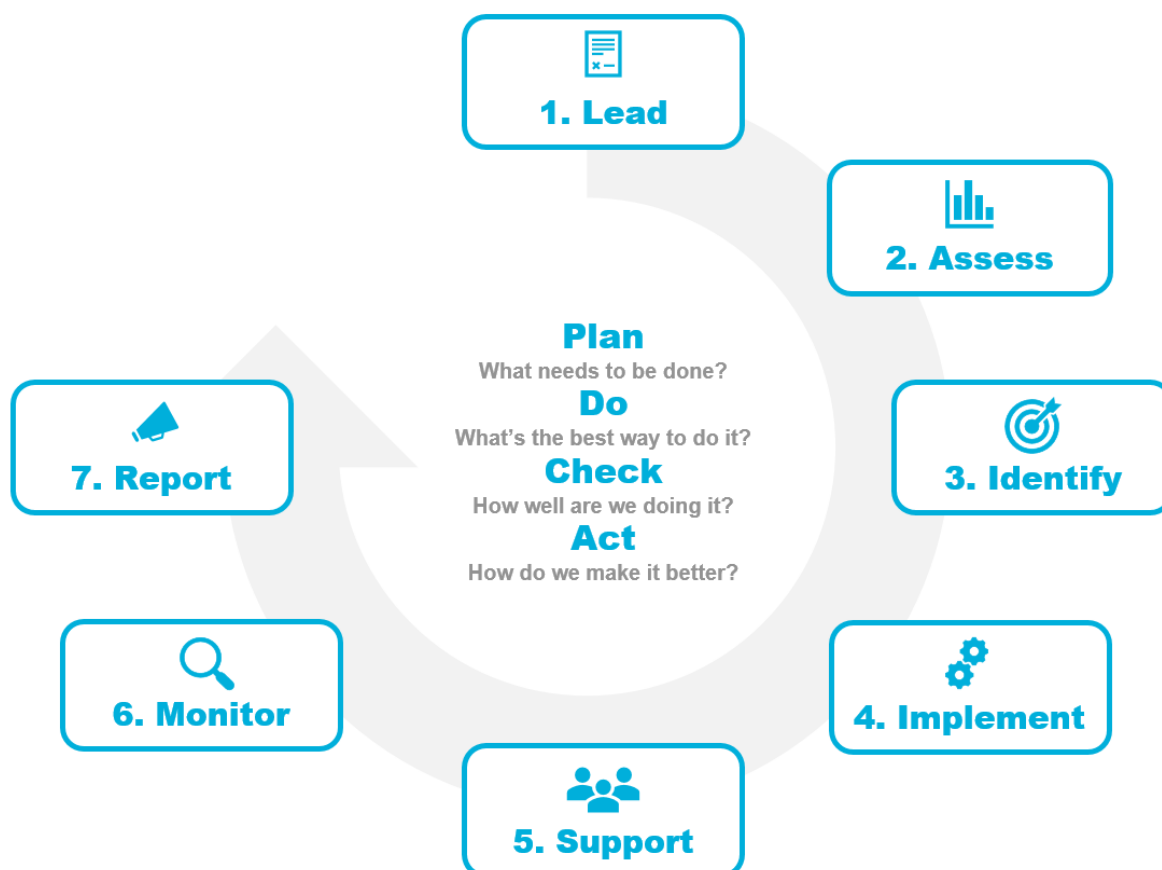 1. Lead
2. Assess
3. Identify
4. Implement
5. Support
6. Monitor
7. Report
Plan
What needs to be done?
Do
What’s the best way to do it?
Check
How well are we doing it?
Act
How do we make it better?